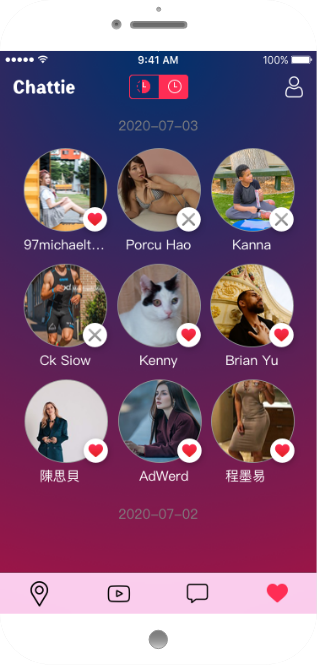 9:41 AM
100%
Chattie
2020-07-03
97michaelt...
Porcu Hao
Kanna
Ck Siow
Kenny
Brian Yu
陳思貝
AdWerd
程墨易
2020-07-02